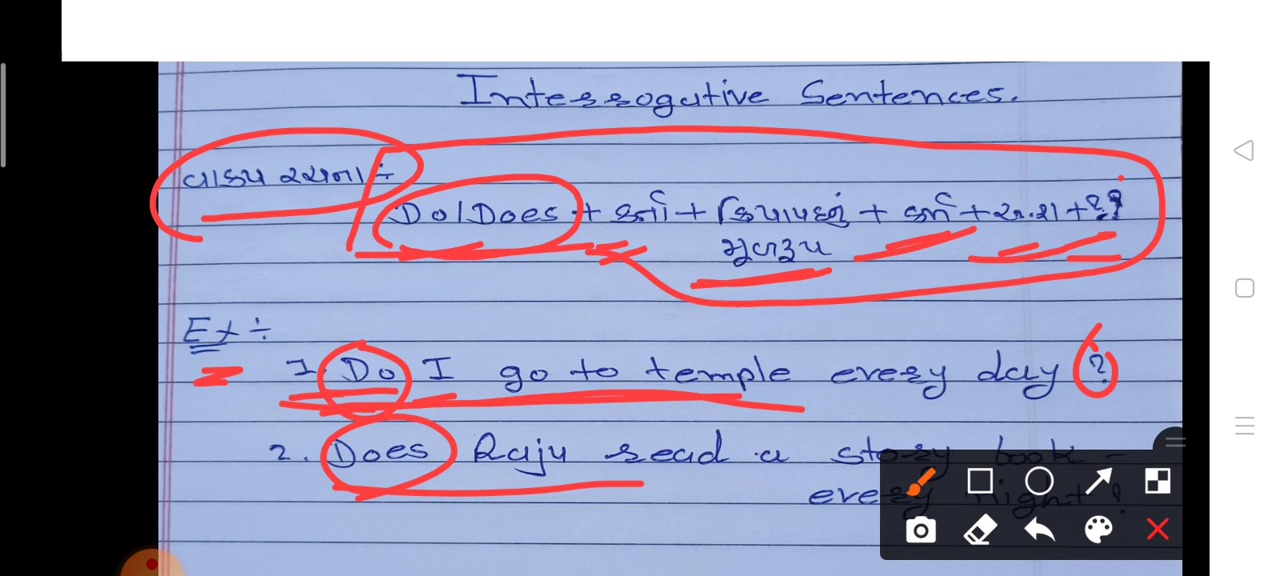 Interrogative Sentences.
વાક્ય રચના ÷
Do/Does + કર્તા + ક્રિયાપદનું + કર્મ + અ.શ + ?
મુળરૂપ
Ex ÷
1. Do I go to temple every day ?
2. Does Raju read a story book -
every night ?